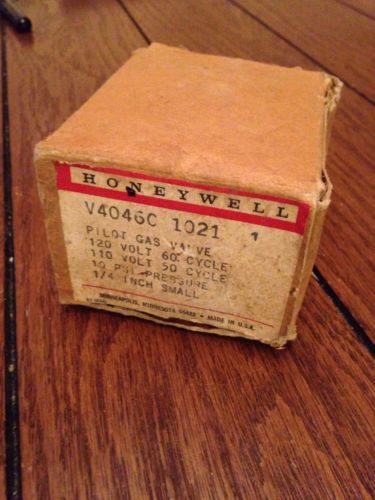 HONEYWELL
V4046C 1021 1
PILOT GAS VALVE
120 VOLT 60 CYCLE
110 VOLT 50 CYCLE
10 PSI PRESSURE
1/4 INCH SMALL
MINNEAPOLIS, MINNESOTA • MADE IN U.S.A.